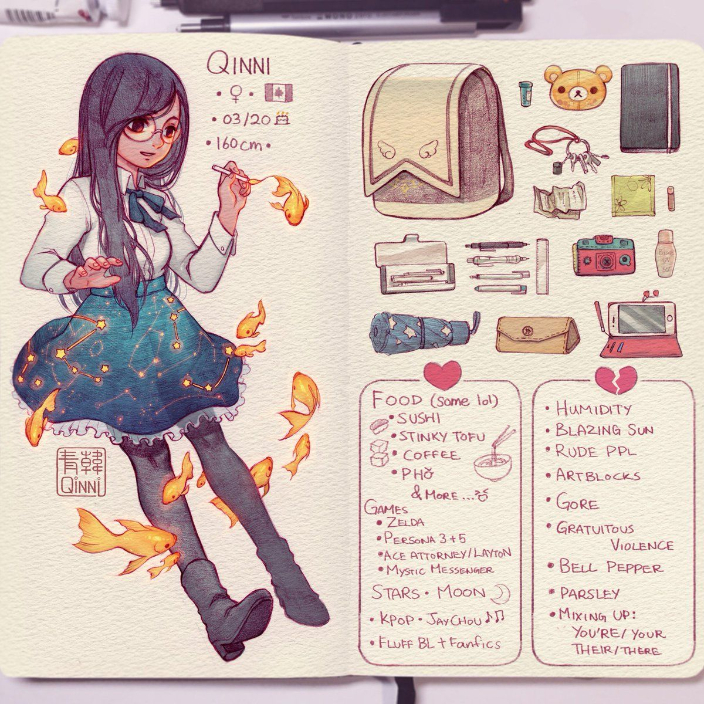 QINNI
• ♀ •
• 03/20
• 160cm •
青韓
QINNI
FOOD (some lol)
• SUSHI
• STINKY TOFU
• COFFEE
• PHỞ
& MORE...
GAMES
• ZELDA
• PERSONA 3+5
• ACE ATTORNEY/LAYTON
• MYSTIC MESSENGER
STARS • MOON
• KPOP • JAY CHOU ♪♫
• FLUFF BL + Fanfics
• HUMIDITY
• BLAZING SUN
• RUDE PPL
• ARTBLOCKS
• GORE
• GRATUITOUS
VIOLENCE
• BELL PEPPER
• PARSLEY
• MIXING UP:
YOU'RE/YOUR
THEIR/THERE